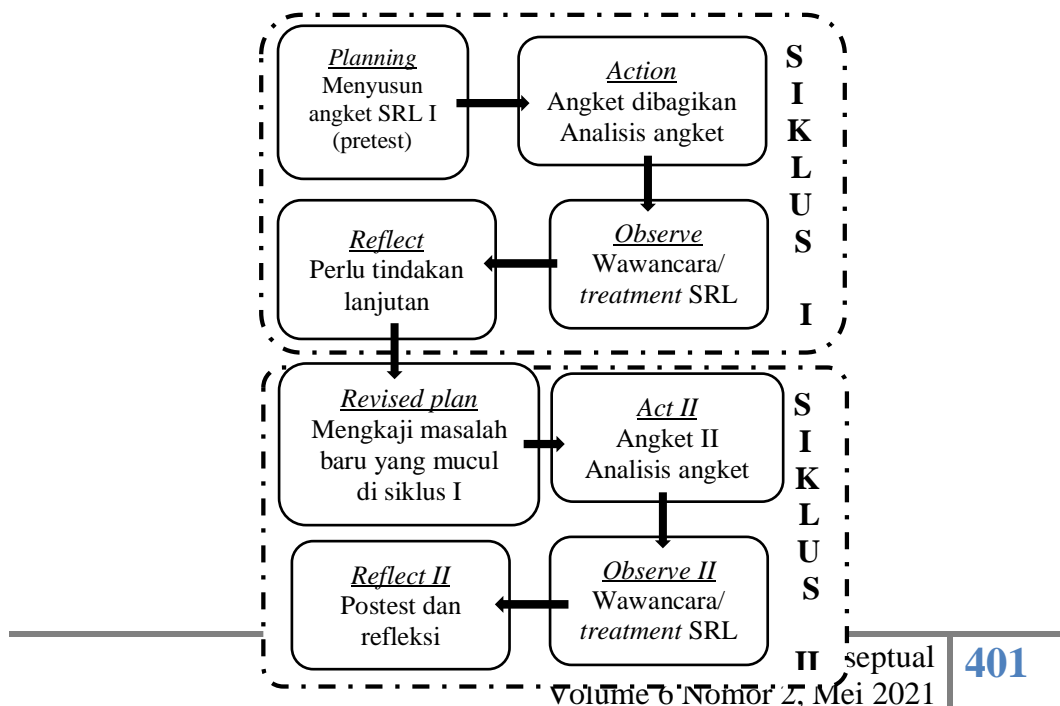 Planning
Menyusun
angket SRL I
(pretest)
Action
Angket dibagikan
Analisis angket
Observe
Wawancara/
treatment SRL
Reflect
Perlu tindakan
lanjutan
SIKLUS I
Revised plan
Mengkaji masalah
baru yang mucul
di siklus I
Act II
Angket II
Analisis angket
Observe II
Wawancara/
treatment SRL
Reflect II
Postest dan
refleksi
SIKLUS II
septual
Volume 6 Nomor 2, Mei 2021
401